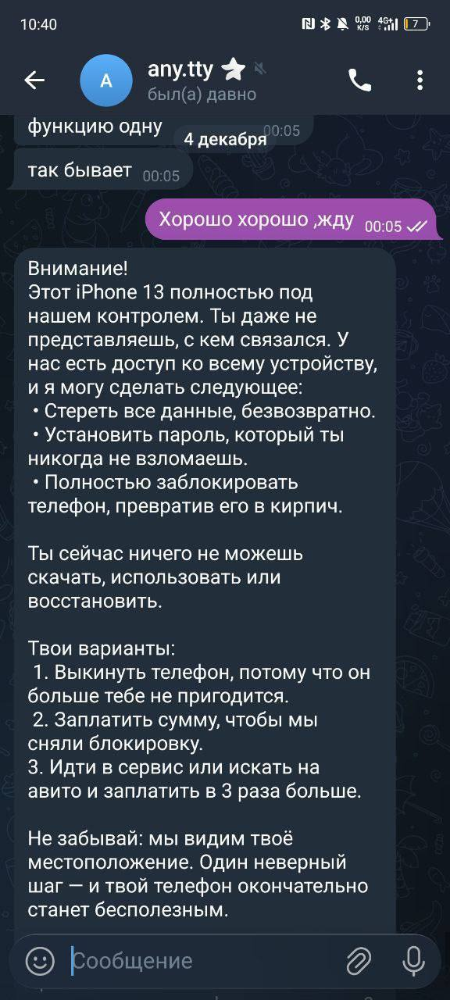 10:40
0,00 K/S 4G+ 7
A
any.tty
был(а) давно
функцию одну 00:05
4 декабря
так бывает 00:05
Хорошо хорошо ,жду 00:05
Внимание!
Этот iPhone 13 полностью под
нашем контролем. Ты даже не
представляешь, с кем связался. У
нас есть доступ ко всему устройству,
и я могу сделать следующее:
• Стереть все данные, безвозвратно.
• Установить пароль, который ты
никогда не взломаешь.
• Полностью заблокировать
телефон, превратив его в кирпич.
Ты сейчас ничего не можешь
скачать, использовать или
восстановить.
Твои варианты:
1. Выкинуть телефон, потому что он
больше тебе не пригодится.
2. Заплатить сумму, чтобы мы
сняли блокировку.
3. Идти в сервис или искать на
авито и заплатить в 3 раза больше.
Не забывай: мы видим твоё
местоположение. Один неверный
шаг — и твой телефон окончательно
станет бесполезным.
Сообщение